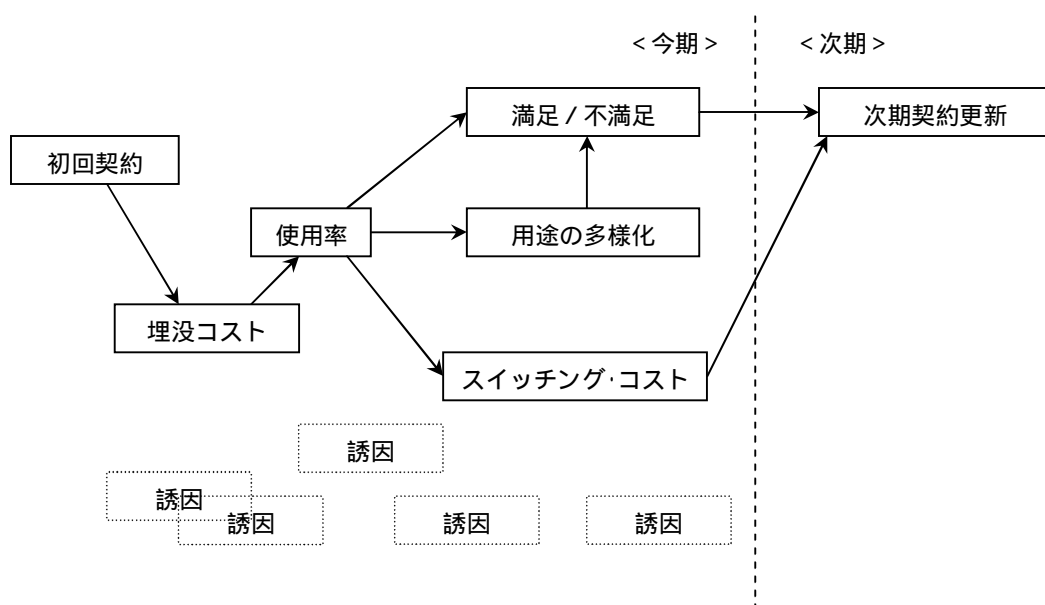 < 今期 >
< 次期 >
満足 / 不満足
次期契約更新
初回契約
使用率
用途の多様化
埋没コスト
スイッチング・コスト
誘因
誘因
誘因
誘因
誘因